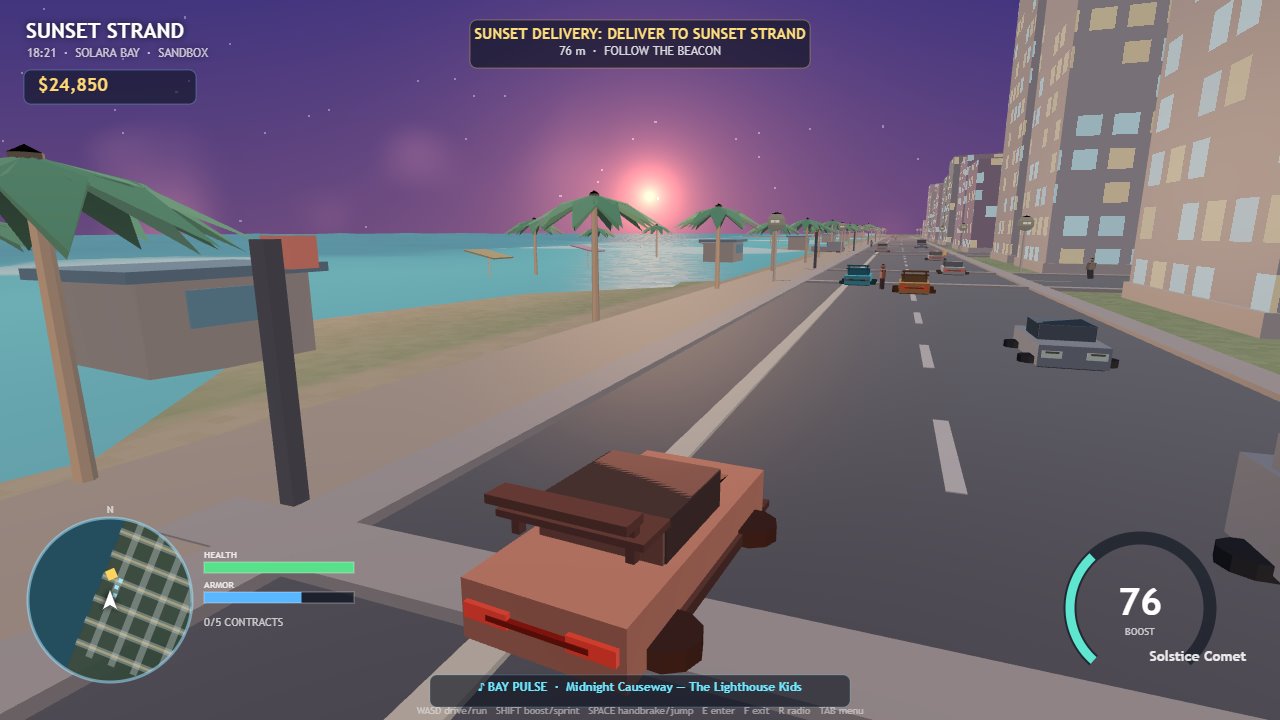 SUNSET STRAND
18:21 · SOLARA BAY · SANDBOX
$24,850
SUNSET DELIVERY: DELIVER TO SUNSET STRAND
76 m · FOLLOW THE BEACON
N
HEALTH
ARMOR
0/5 CONTRACTS
76
BOOST
Solstice Comet
♪ BAY PULSE · Midnight Causeway — The Lighthouse Kids
WASD drive/run SHIFT boost/sprint SPACE handbrake/jump E enter F exit R radio TAB menu